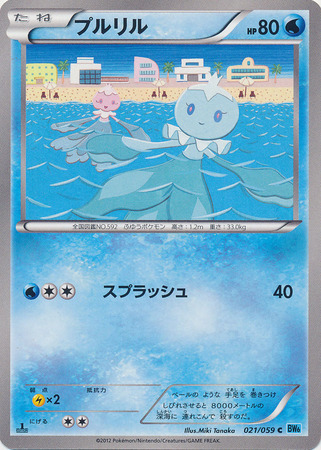 たね
プルリル
HP80
全国図鑑NO.592 ふゆうポケモン 高さ:1.2m 重さ:33.0kg
スプラッシュ 40
弱点 抵抗力
×2
にげる
ベールの ような 手足を 巻きつけ
しびれさせると 8000メートルの
深海に 連れこんで 殺すのだ。
Illus.Miki Tanaka 021/059 C BW6
©2012 Pokémon/Nintendo/Creatures/GAME FREAK.